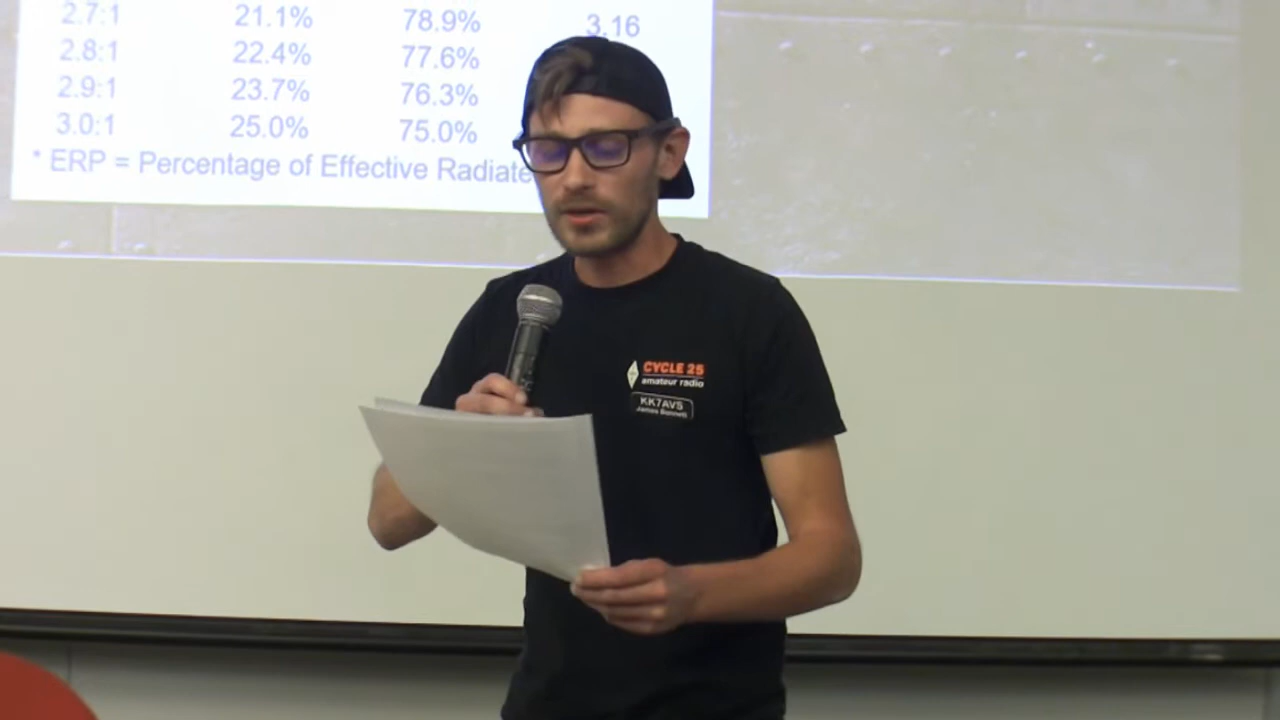 2.7:1 21.1% 78.9% 3.16
2.8:1 22.4% 77.6%
2.9:1 23.7% 76.3%
3.0:1 25.0% 75.0%
* ERP = Percentage of Effective Radiate
CYCLE 25
amateur radio
KK7AVS
James Bonnett